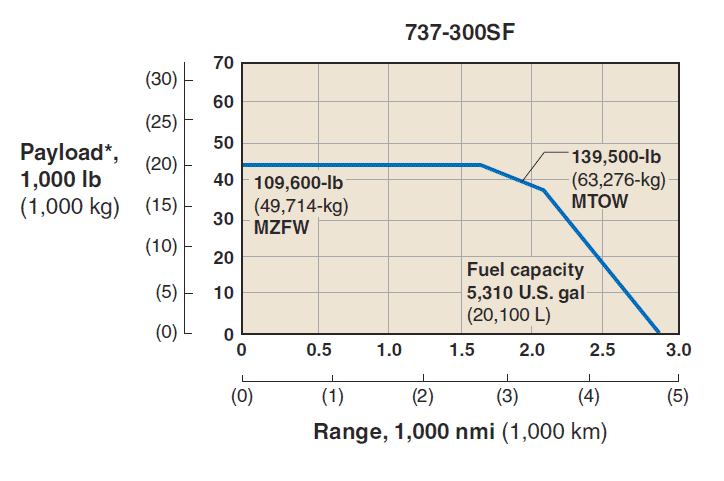 737-300SF
Payload*,
1,000 lb
(1,000 kg)
(30)
(25)
(20)
(15)
(10)
(5)
(0)
70
60
50
40
30
20
10
0
109,600-lb
(49,714-kg)
MZFW
139,500-lb
(63,276-kg)
MTOW
Fuel capacity
5,310 U.S. gal
(20,100 L)
0 0.5 1.0 1.5 2.0 2.5 3.0
(0) (1) (2) (3) (4) (5)
Range, 1,000 nmi (1,000 km)